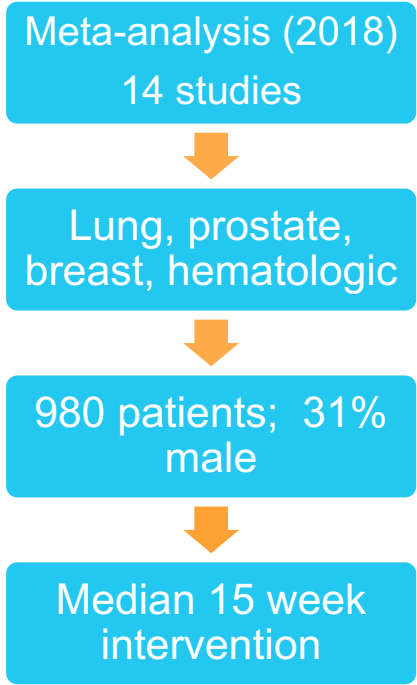 Meta-analysis (2018)
14 studies
Lung, prostate,
breast, hematologic
980 patients;  31%
male
Median 15 week
intervention